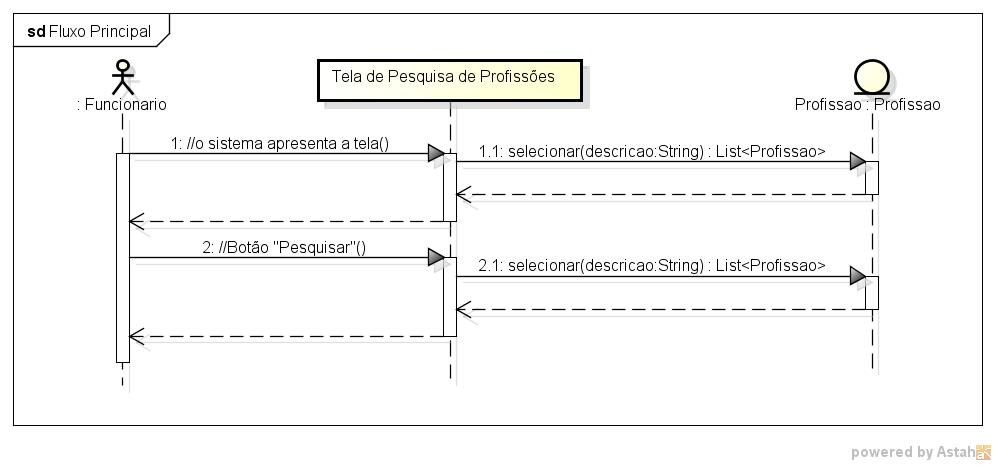 sd Fluxo Principal
Tela de Pesquisa de Profissões
: Funcionario
Profissao : Profissao
1: //o sistema apresenta a tela()
1.1: selecionar(descricao:String) : List<Profissao>
2: //Botão "Pesquisar"()
2.1: selecionar(descricao:String) : List<Profissao>
powered by Astah